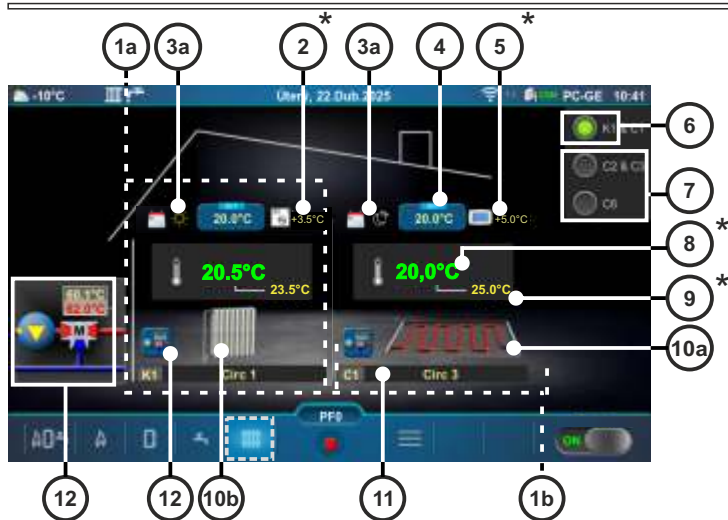 * *
1a 3a 2 3a 4 5
-10°C Úterý, 22.Dub.2025 PC-GE 10:41
K1 & C1
6
C2 & C3
7
C6
20.0°C +3.5°C 20.0°C +5.0°C
8 *
20.5°C 20,0°C
23.5°C 25.0°C
9 *
60.1°C
62.0°C
M
10a
K1 Circ 1 C1 Circ 3
PF0
ON
12 12 10b 11 1b